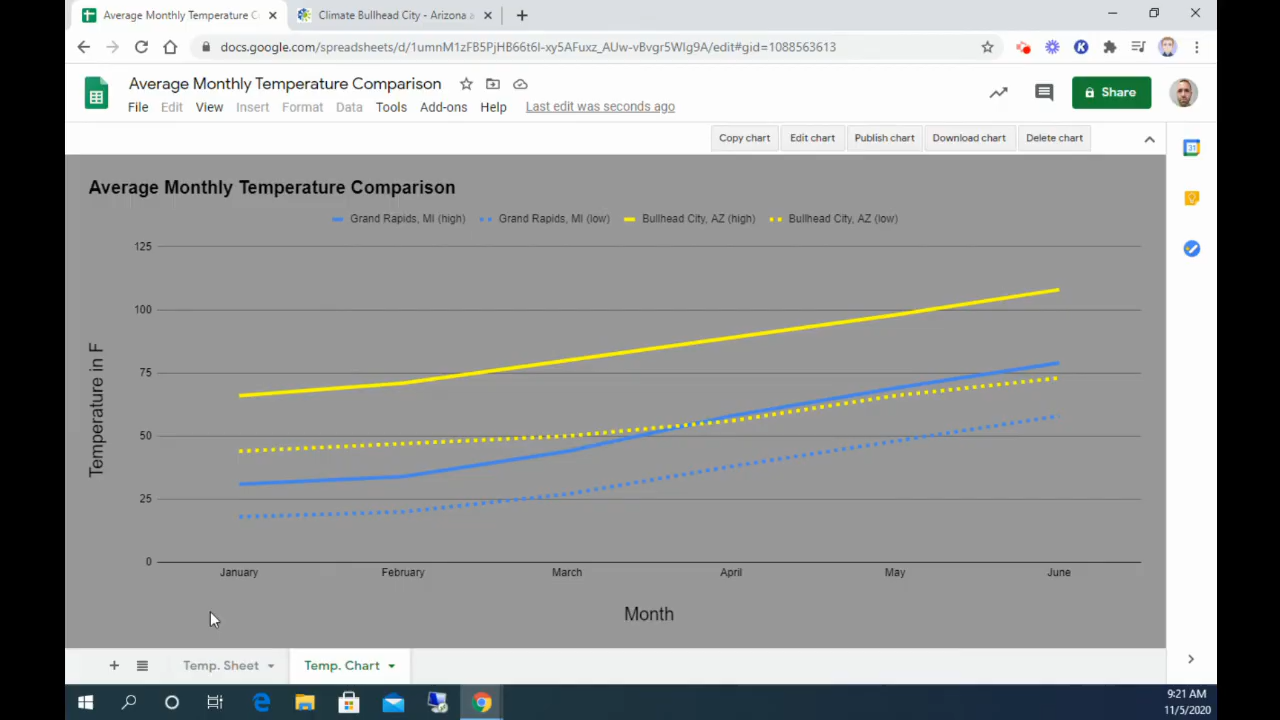 Average Monthly Temperature C
Climate Bullhead City - Arizona a
docs.google.com/spreadsheets/d/1umnM1zFB5PjHB66t6l-xy5AFuxz_AUw-vBvgr5WIg9A/edit#gid=1088563613
Average Monthly Temperature Comparison
File Edit View Insert Format Data Tools Add-ons Help Last edit was seconds ago
Share
Copy chart Edit chart Publish chart Download chart Delete chart
31
Average Monthly Temperature Comparison
Grand Rapids, MI (high) Grand Rapids, MI (low) Bullhead City, AZ (high) Bullhead City, AZ (low)
Temperature in F
125
100
75
50
25
0
January February March April May June
Month
Temp. Sheet Temp. Chart
9:21 AM
11/5/2020